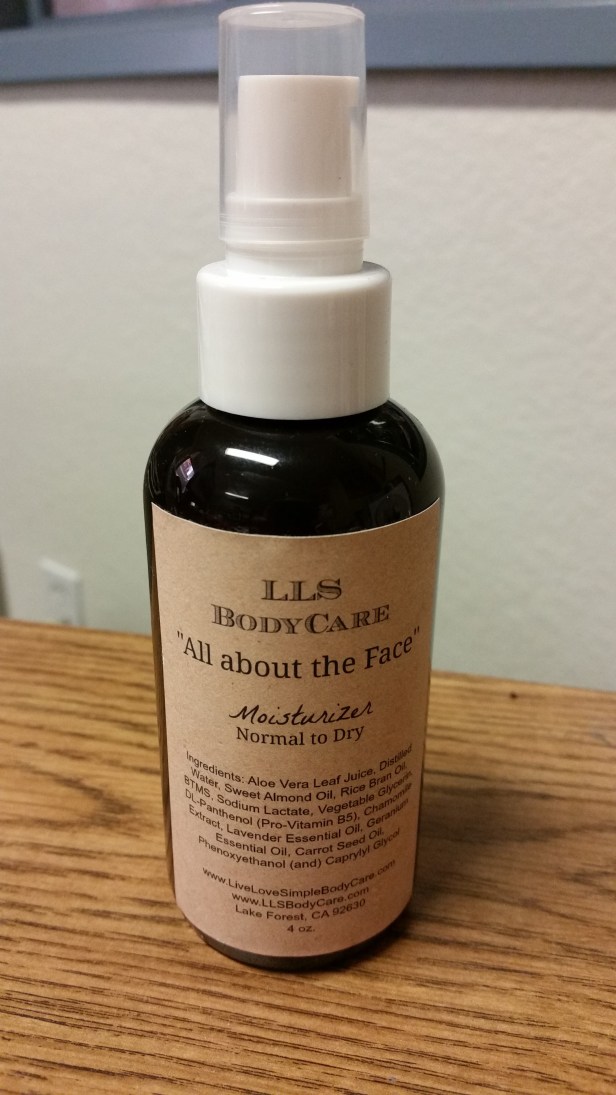 LLS
BODYCARE
"All about the Face"
Moisturizer
Normal to Dry
Ingredients: Aloe Vera Leaf Juice, Distilled
Water, Sweet Almond Oil, Rice Bran Oil,
BTMS, Sodium Lactate, Vegetable Glycerin,
DL-Panthenol (Pro-Vitamin B5), Chamomile
Extract, Lavender Essential Oil, Geranium
Essential Oil, Carrot Seed Oil,
Phenoxyethanol (and) Caprylyl Glycol
www.LiveLoveSimpleBodyCare.com
www.LLSBodyCare.com
Lake Forest, CA 92630
4 oz.